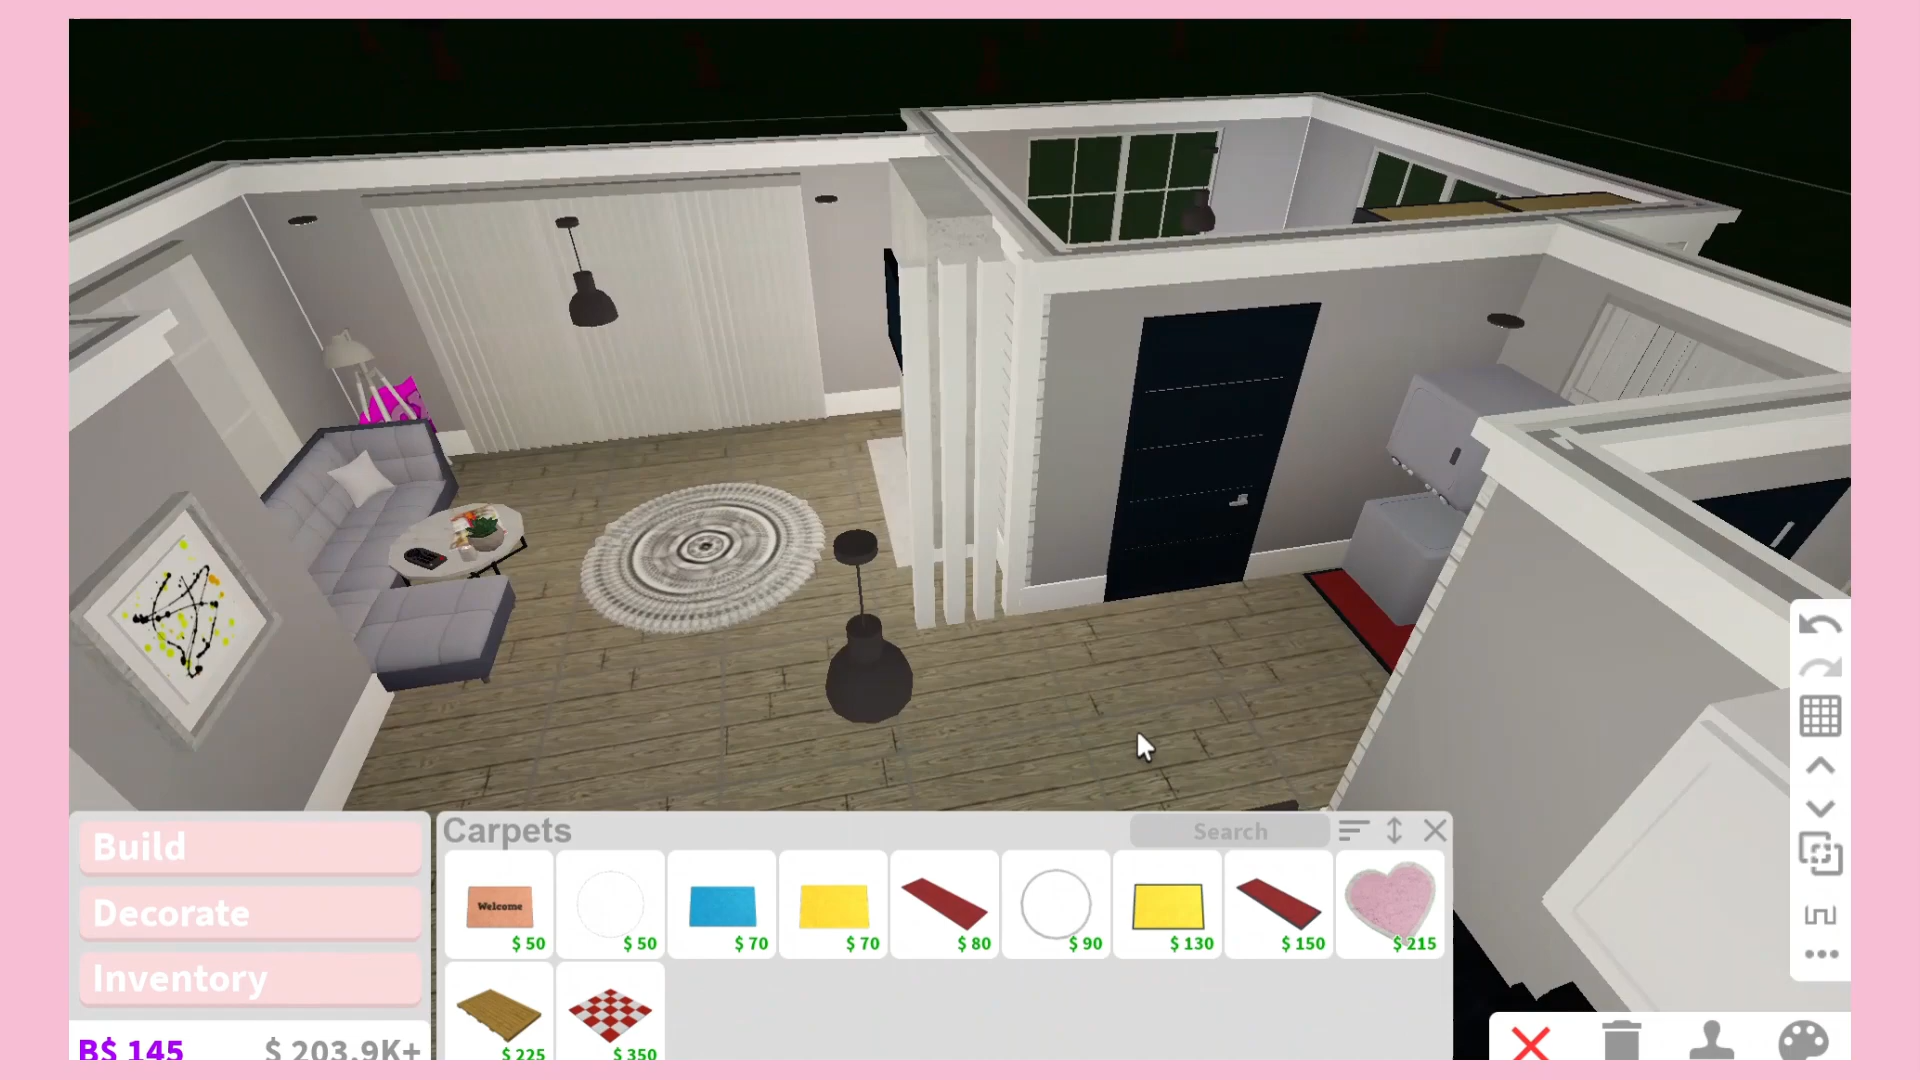 Carpets
Search
Build
Decorate
Inventory
B$ 145
$ 203.9K+
Welcome
$ 50
$ 50
$ 70
$ 70
$ 80
$ 90
$ 130
$ 150
$ 215
$ 225
$ 350